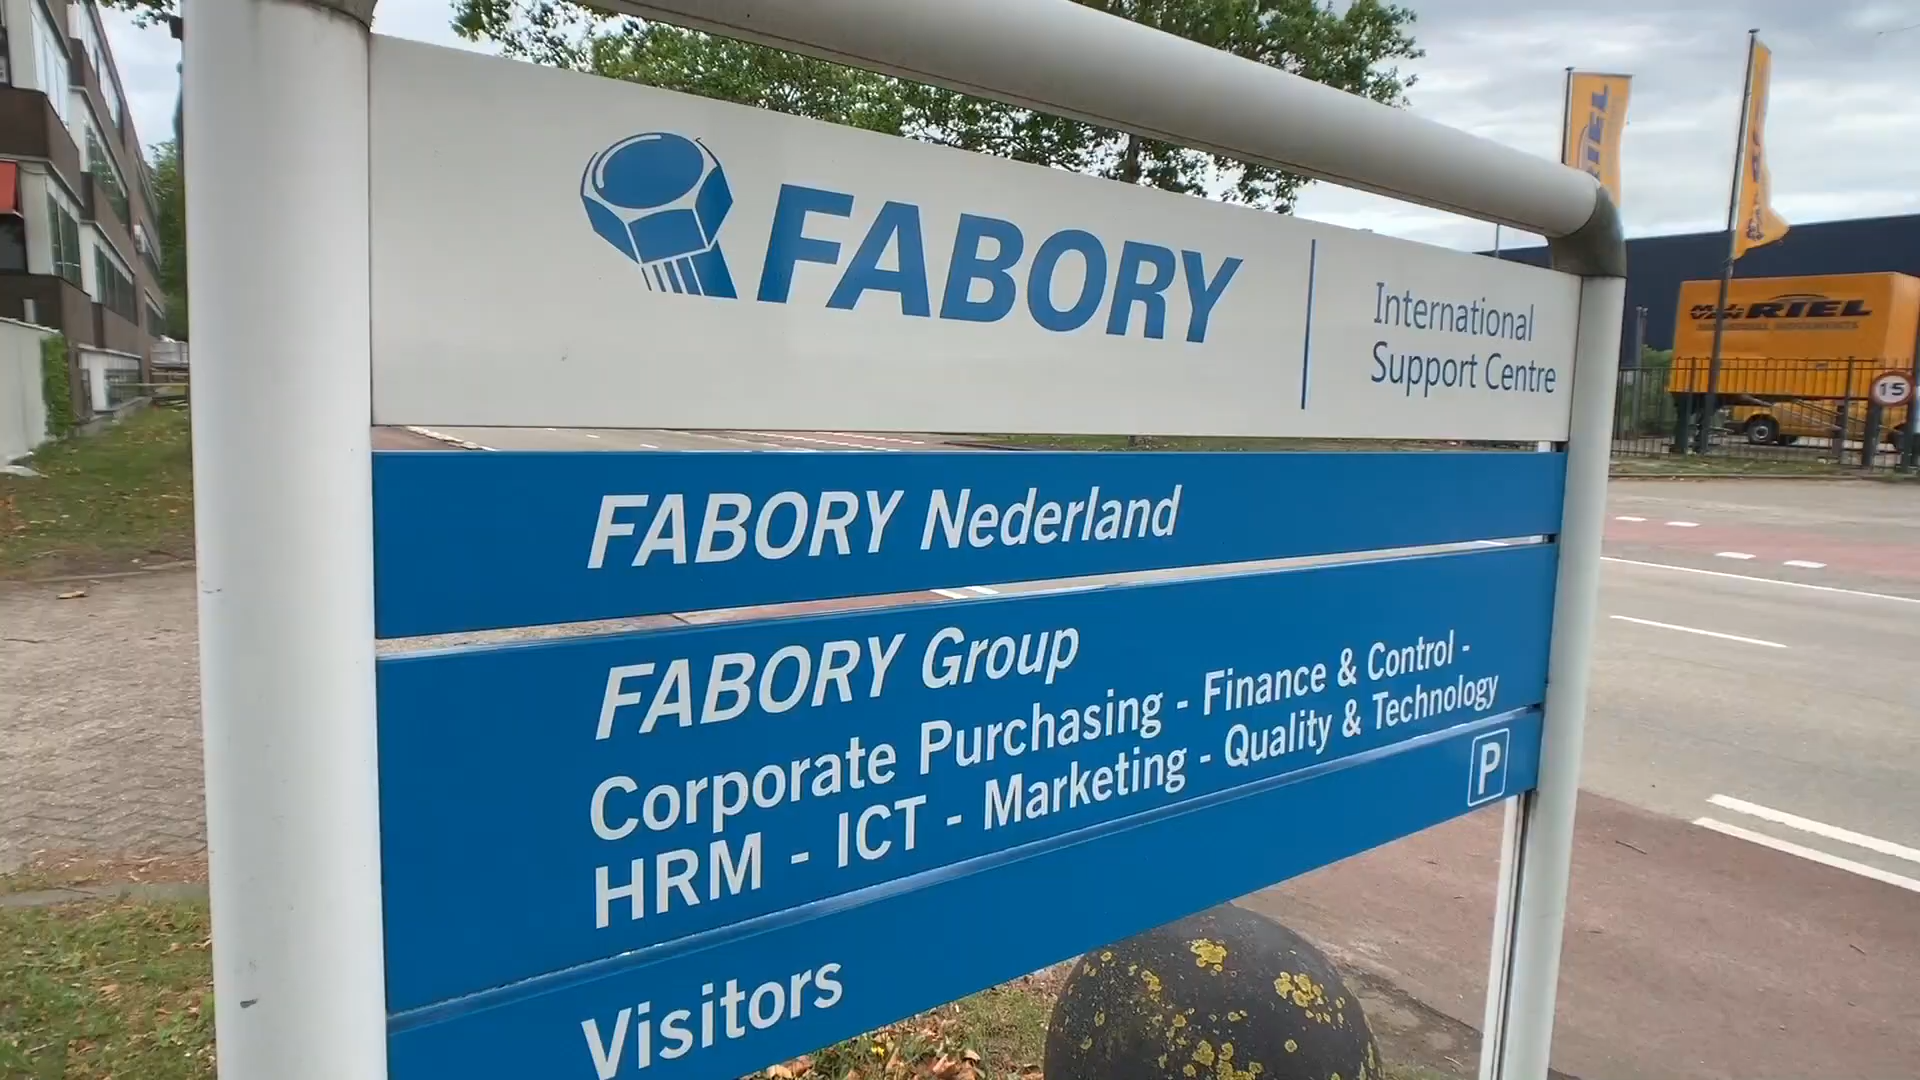 FABORY
International
Support Centre
FABORY Nederland
FABORY Group
Corporate Purchasing - Finance & Control -
HRM - ICT - Marketing - Quality & Technology
P
Visitors
RIEL
15